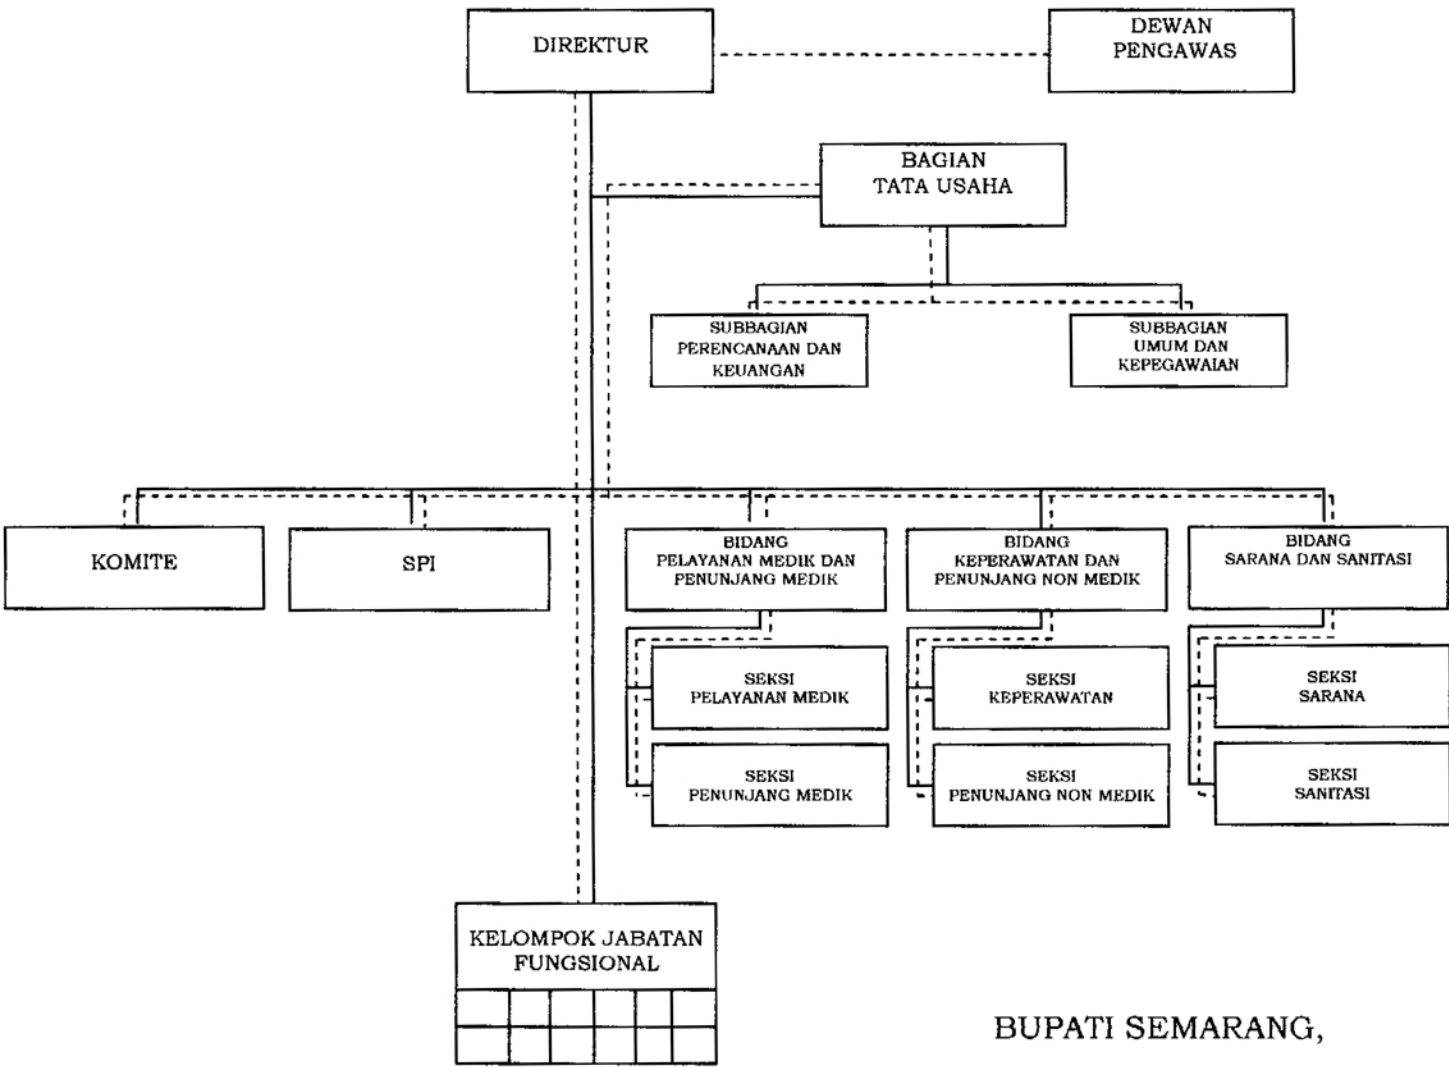 DIREKTUR
DEWAN
PENGAWAS
BAGIAN
TATA USAHA
SUBBAGIAN
PERENCANAAN DAN
KEUANGAN
SUBBAGIAN
UMUM DAN
KEPEGAWAIAN
KOMITE
SPI
BIDANG
PELAYANAN MEDIK DAN
PENUNJANG MEDIK
BIDANG
KEPERAWATAN DAN
PENUNJANG NON MEDIK
BIDANG
SARANA DAN SANITASI
SEKSI
PELAYANAN MEDIK
SEKSI
KEPERAWATAN
SEKSI
SARANA
SEKSI
PENUNJANG MEDIK
SEKSI
PENUNJANG NON MEDIK
SEKSI
SANITASI
KELOMPOK JABATAN
FUNGSIONAL
BUPATI SEMARANG,